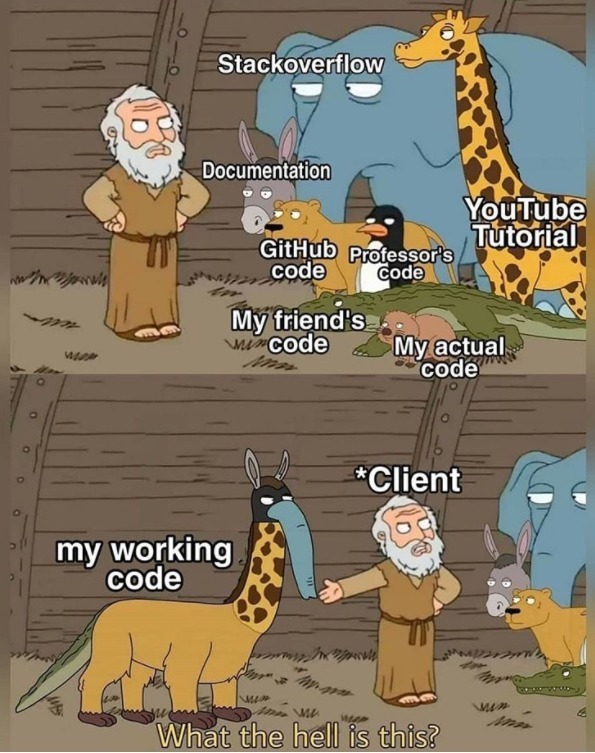 Stackoverflow
Documentation
YouTube
Tutorial
GitHub
code
Professor's
code
My friend's
code
My actual
code
*Client
my working
code
What the hell is this?